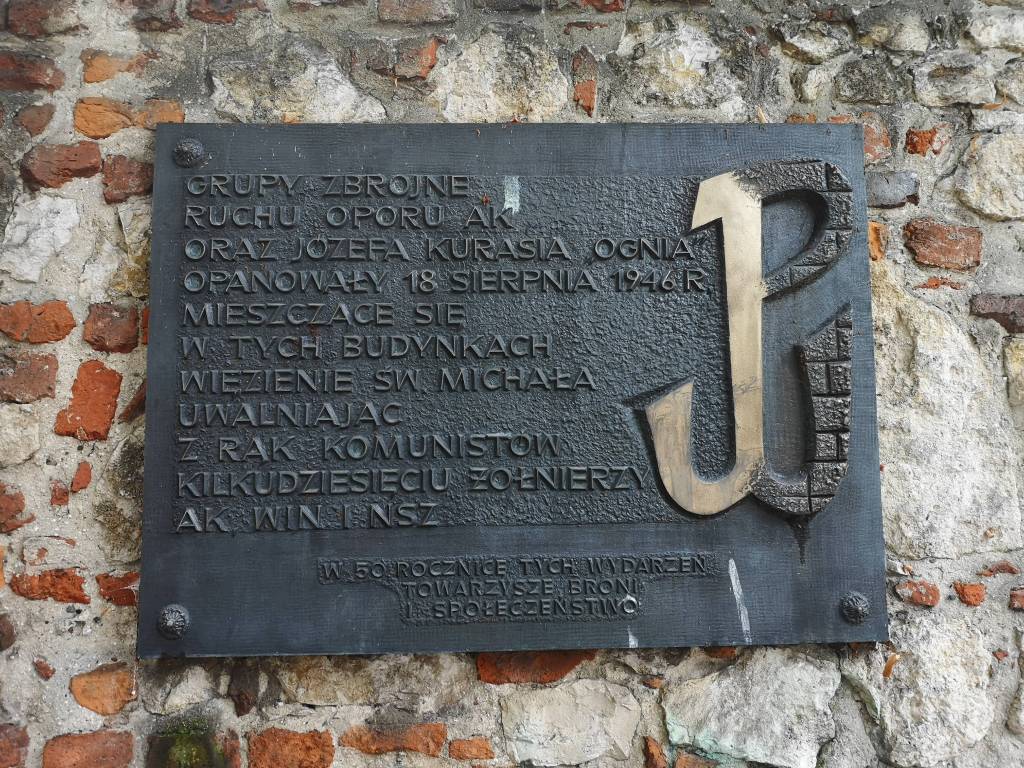 GRUPY ZBROJNE
RUCHU OPORU AK
ORAZ JÓZEFA KURASIA „OGNIA”
OPANOWAŁY 18 SIERPNIA 1946 R.
MIESZCZĄCE SIĘ
W TYCH BUDYNKACH
WIĘZIENIE ŚW. MICHAŁA
UWALNIAJĄC
Z RĄK KOMUNISTÓW
KILKUDZIESIĘCIU ŻOŁNIERZY
AK WIN I NSZ
W 50 ROCZNICĘ TYCH WYDARZEŃ
TOWARZYSZE BRONI
I SPOŁECZEŃSTWO